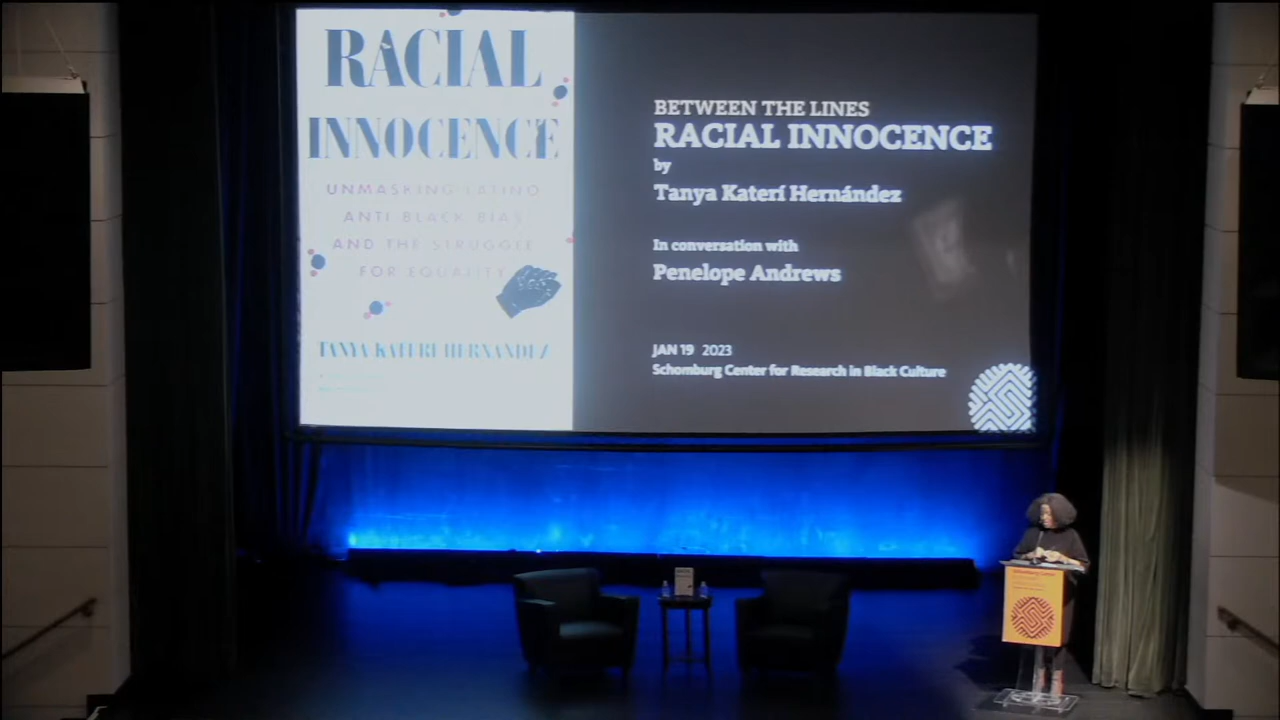 RACIAL
INNOCENCE
UNMASKING LATINO
ANTI BLACK BIAS
AND THE STRUGGLE
FOR EQUALITY
TANYA KATERÍ HERNÁNDEZ
BETWEEN THE LINES
RACIAL INNOCENCE
by
Tanya Katerí Hernández
In conversation with
Penelope Andrews
JAN 19 2023
Schomburg Center for Research in Black Culture
Schomburg Center